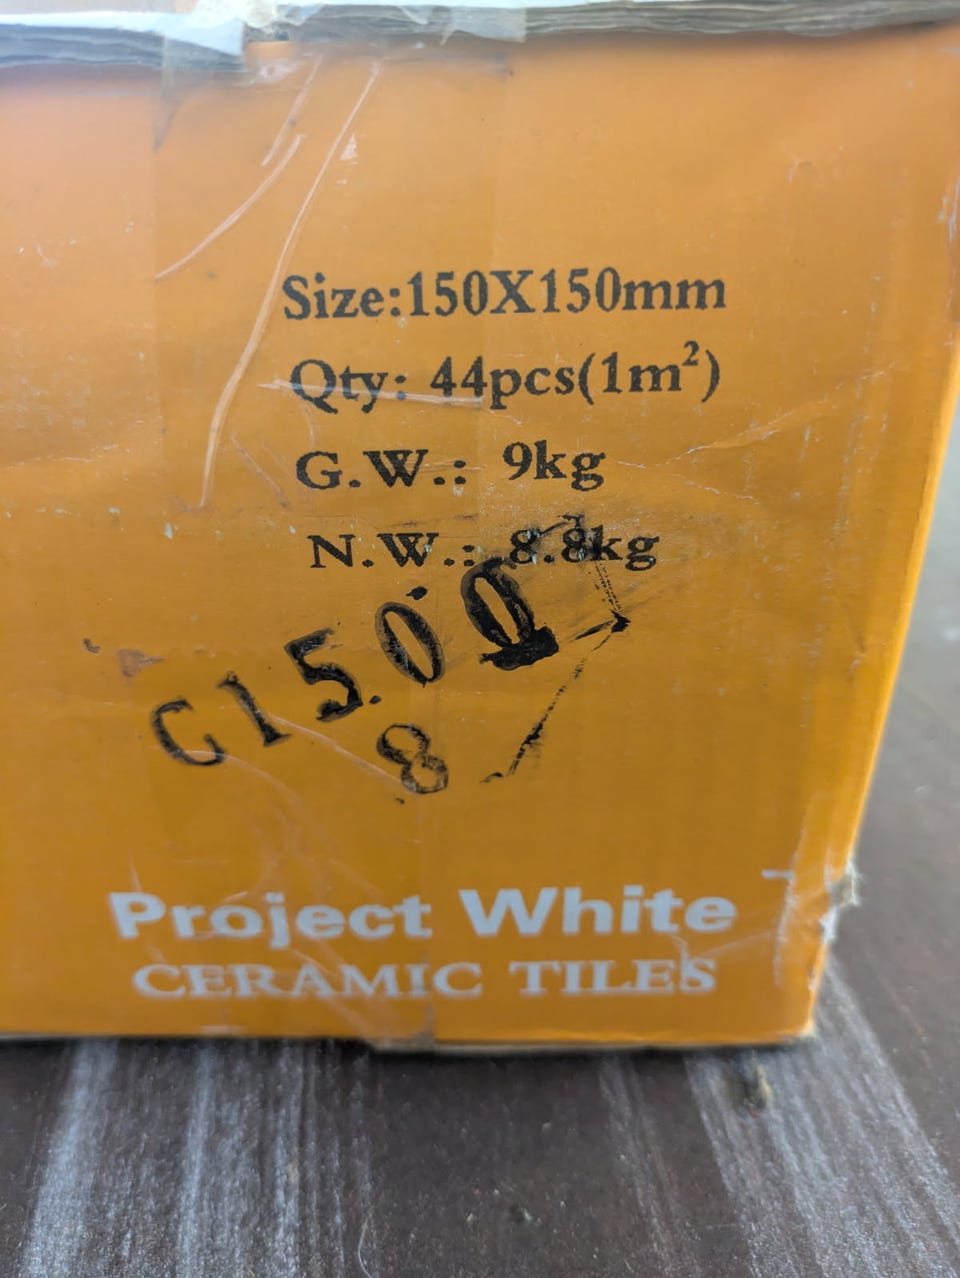 Size:150X150mm
Qty: 44pcs(1m²)
G.W.: 9kg
N.W.: 8.8kg
C1500
8
Project White
CERAMIC TILES